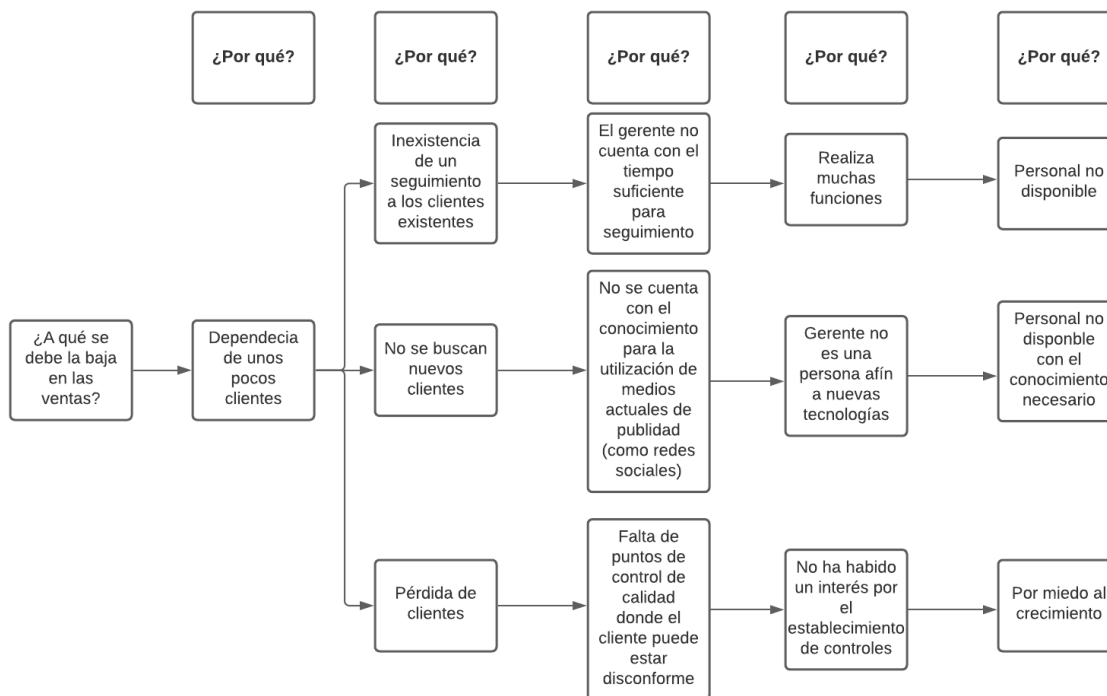 ¿Por qué?
¿Por qué?
¿Por qué?
¿Por qué?
¿Por qué?
¿A qué se
debe la baja
en las
ventas?
Dependecia
de unos
pocos
clientes
Inexistencia
de un
seguimiento
a los clientes
existentes
El gerente no
cuenta con el
tiempo
suficiente
para
seguimiento
Realiza
muchas
funciones
Personal no
disponible
No se buscan
nuevos
clientes
No se cuenta
con el
conocimiento
para la
utilización de
medios
actuales de
publidad
(como redes
sociales)
Gerente no
es una
persona afín
a nuevas
tecnologías
Personal no
disponble
con el
conocimiento
necesario
Pérdida de
clientes
Falta de
puntos de
control de
calidad
donde el
cliente puede
estar
disconforme
No ha habido
un interés por
el
establecimiento
de controles
Por miedo al
crecimiento